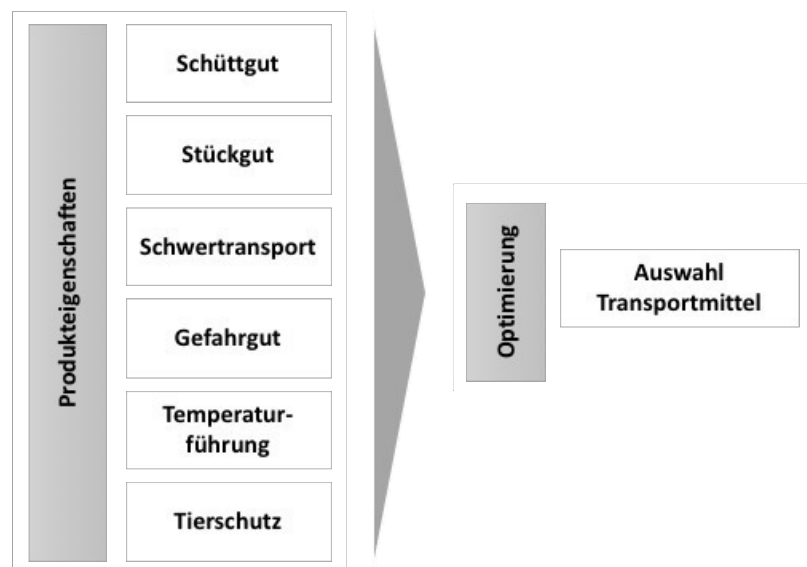 Produkteigenschaften
Schüttgut
Stückgut
Schwertransport
Gefahrgut
Temperatur-
führung
Tierschutz
Optimierung
Auswahl
Transportmittel